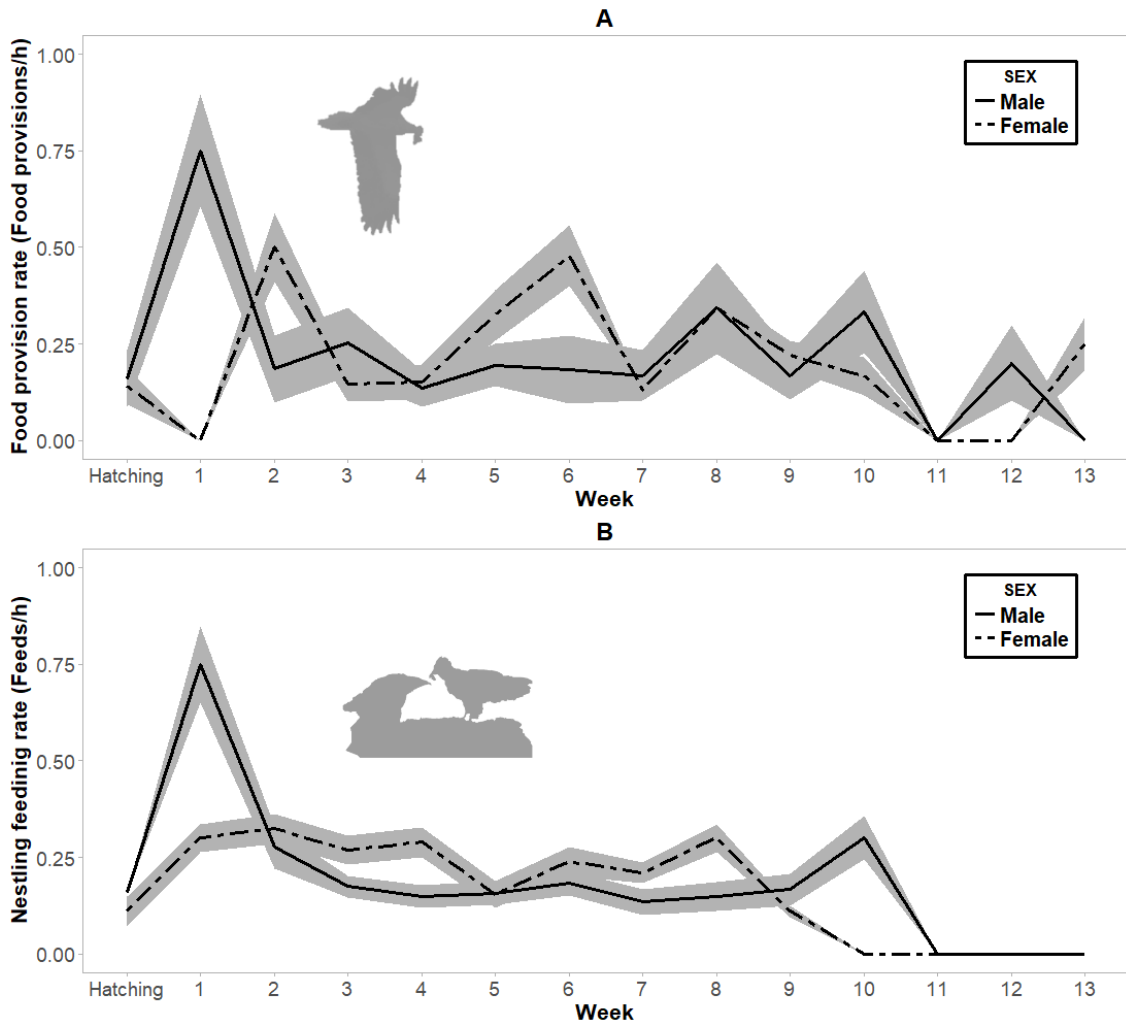 A
Food provision rate (Food provisions/h)
1.00
0.75
0.50
0.25
0.00
SEX
Male
Female
Hatching 1 2 3 4 5 6 7 8 9 10 11 12 13
Week
B
Nesting feedinig rate (Feeds/h)
1.00
0.75
0.50
0.25
0.00
SEX
Male
Female
Hatching 1 2 3 4 5 6 7 8 9 10 11 12 13
Week